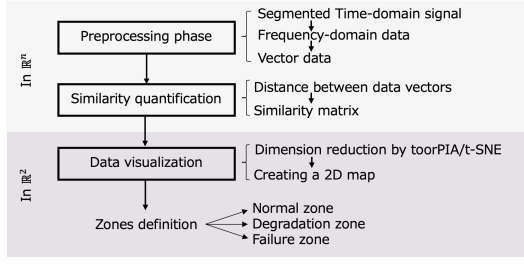 In ℝⁿ
Preprocessing phase
Segmented Time-domain signal
Frequency-domain data
Vector data
Similarity quantification
Distance between data vectors
Similarity matrix
In ℝ²
Data visualization
Dimension reduction by toorPIA/t-SNE
Creating a 2D map
Zones definition
Normal zone
Degradation zone
Failure zone